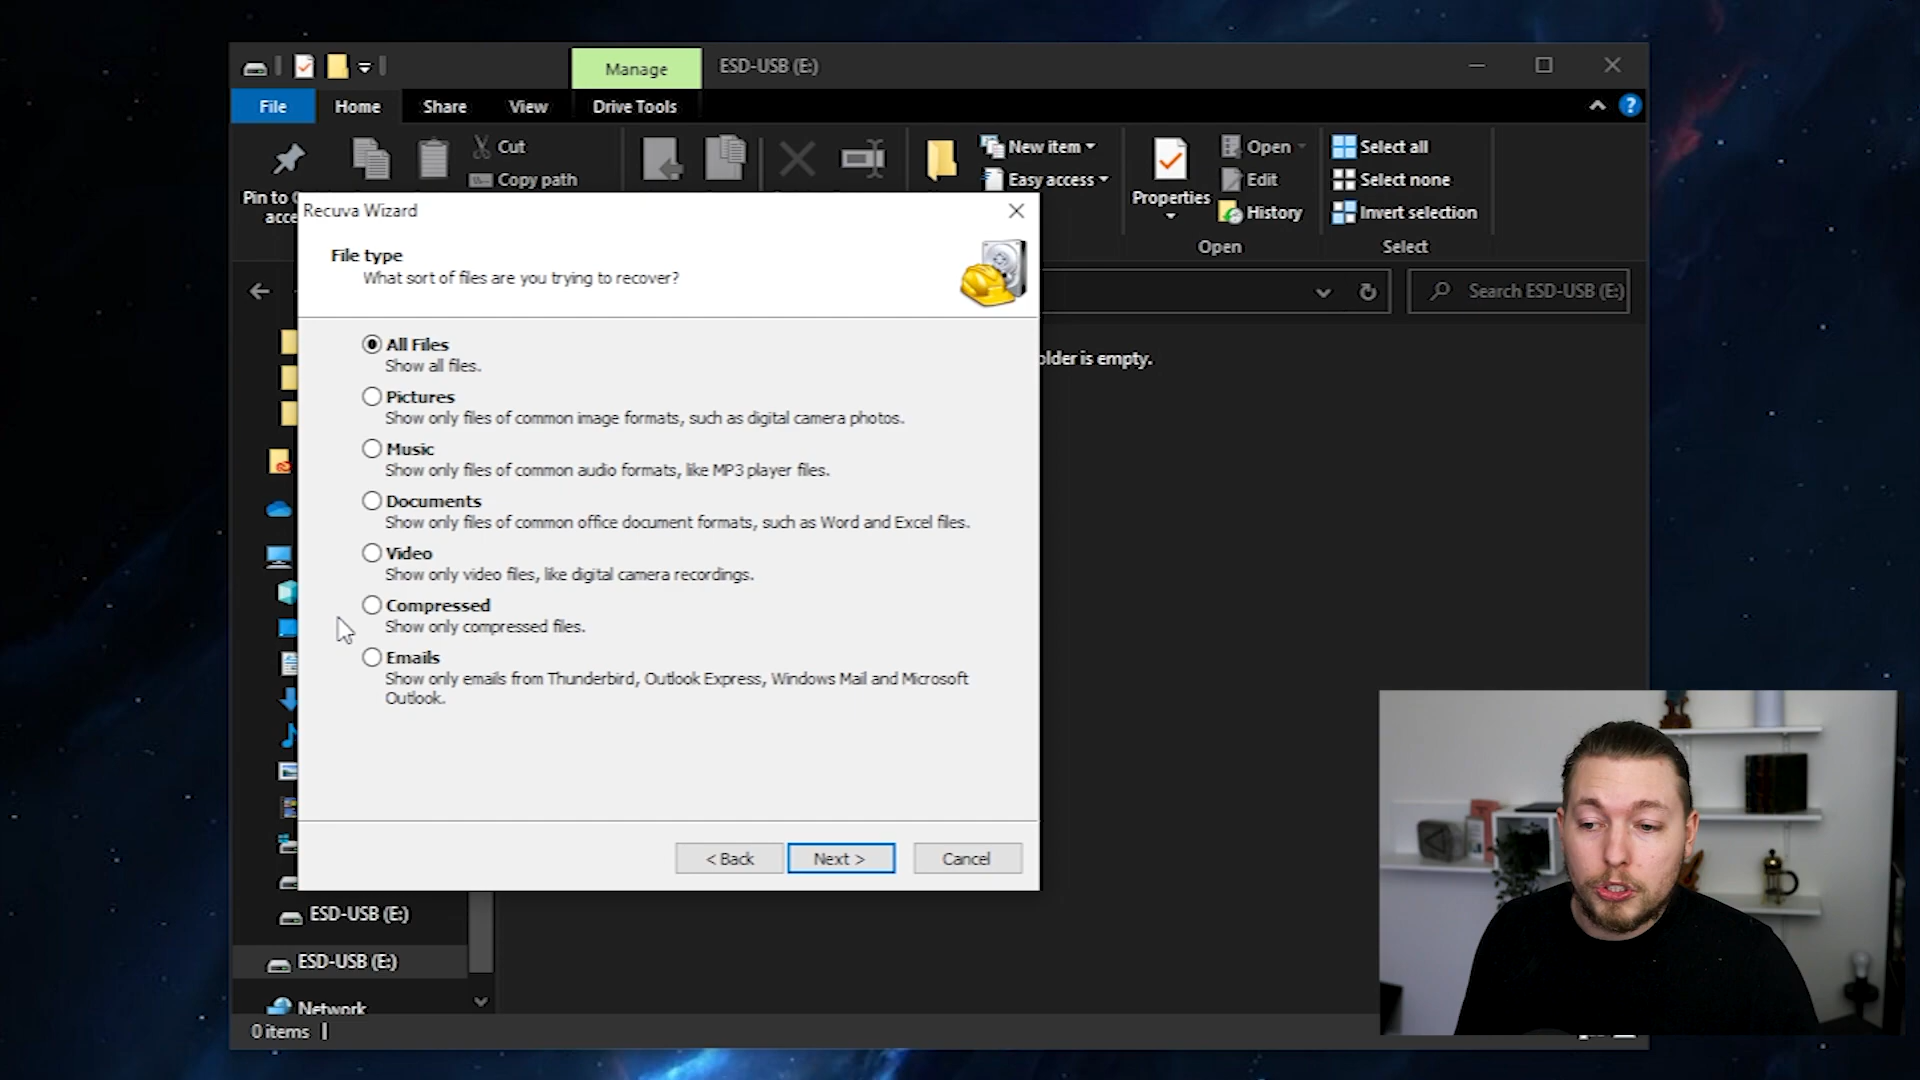 Manage
ESD-USB (E:)
File
Home
Share
View
Drive Tools
Cut
Copy path
New item
Easy access
Properties
Open
Edit
History
Select all
Select none
Invert selection
Pin to
Open
Select
Recuva Wizard
File type
What sort of files are you trying to recover?
Search ESD-USB (E:)
is empty.
All Files
Show all files.
Pictures
Show only files of common image formats, such as digital camera photos.
Music
Show only files of common audio formats, like MP3 player files.
Documents
Show only files of common office document formats, such as Word and Excel files.
Video
Show only video files, like digital camera recordings.
Compressed
Show only compressed files.
Emails
Show only emails from Thunderbird, Outlook Express, Windows Mail and Microsoft
Outlook.
< Back
Next >
Cancel
ESD-USB (E:)
ESD-USB (E:)
Network
0 items